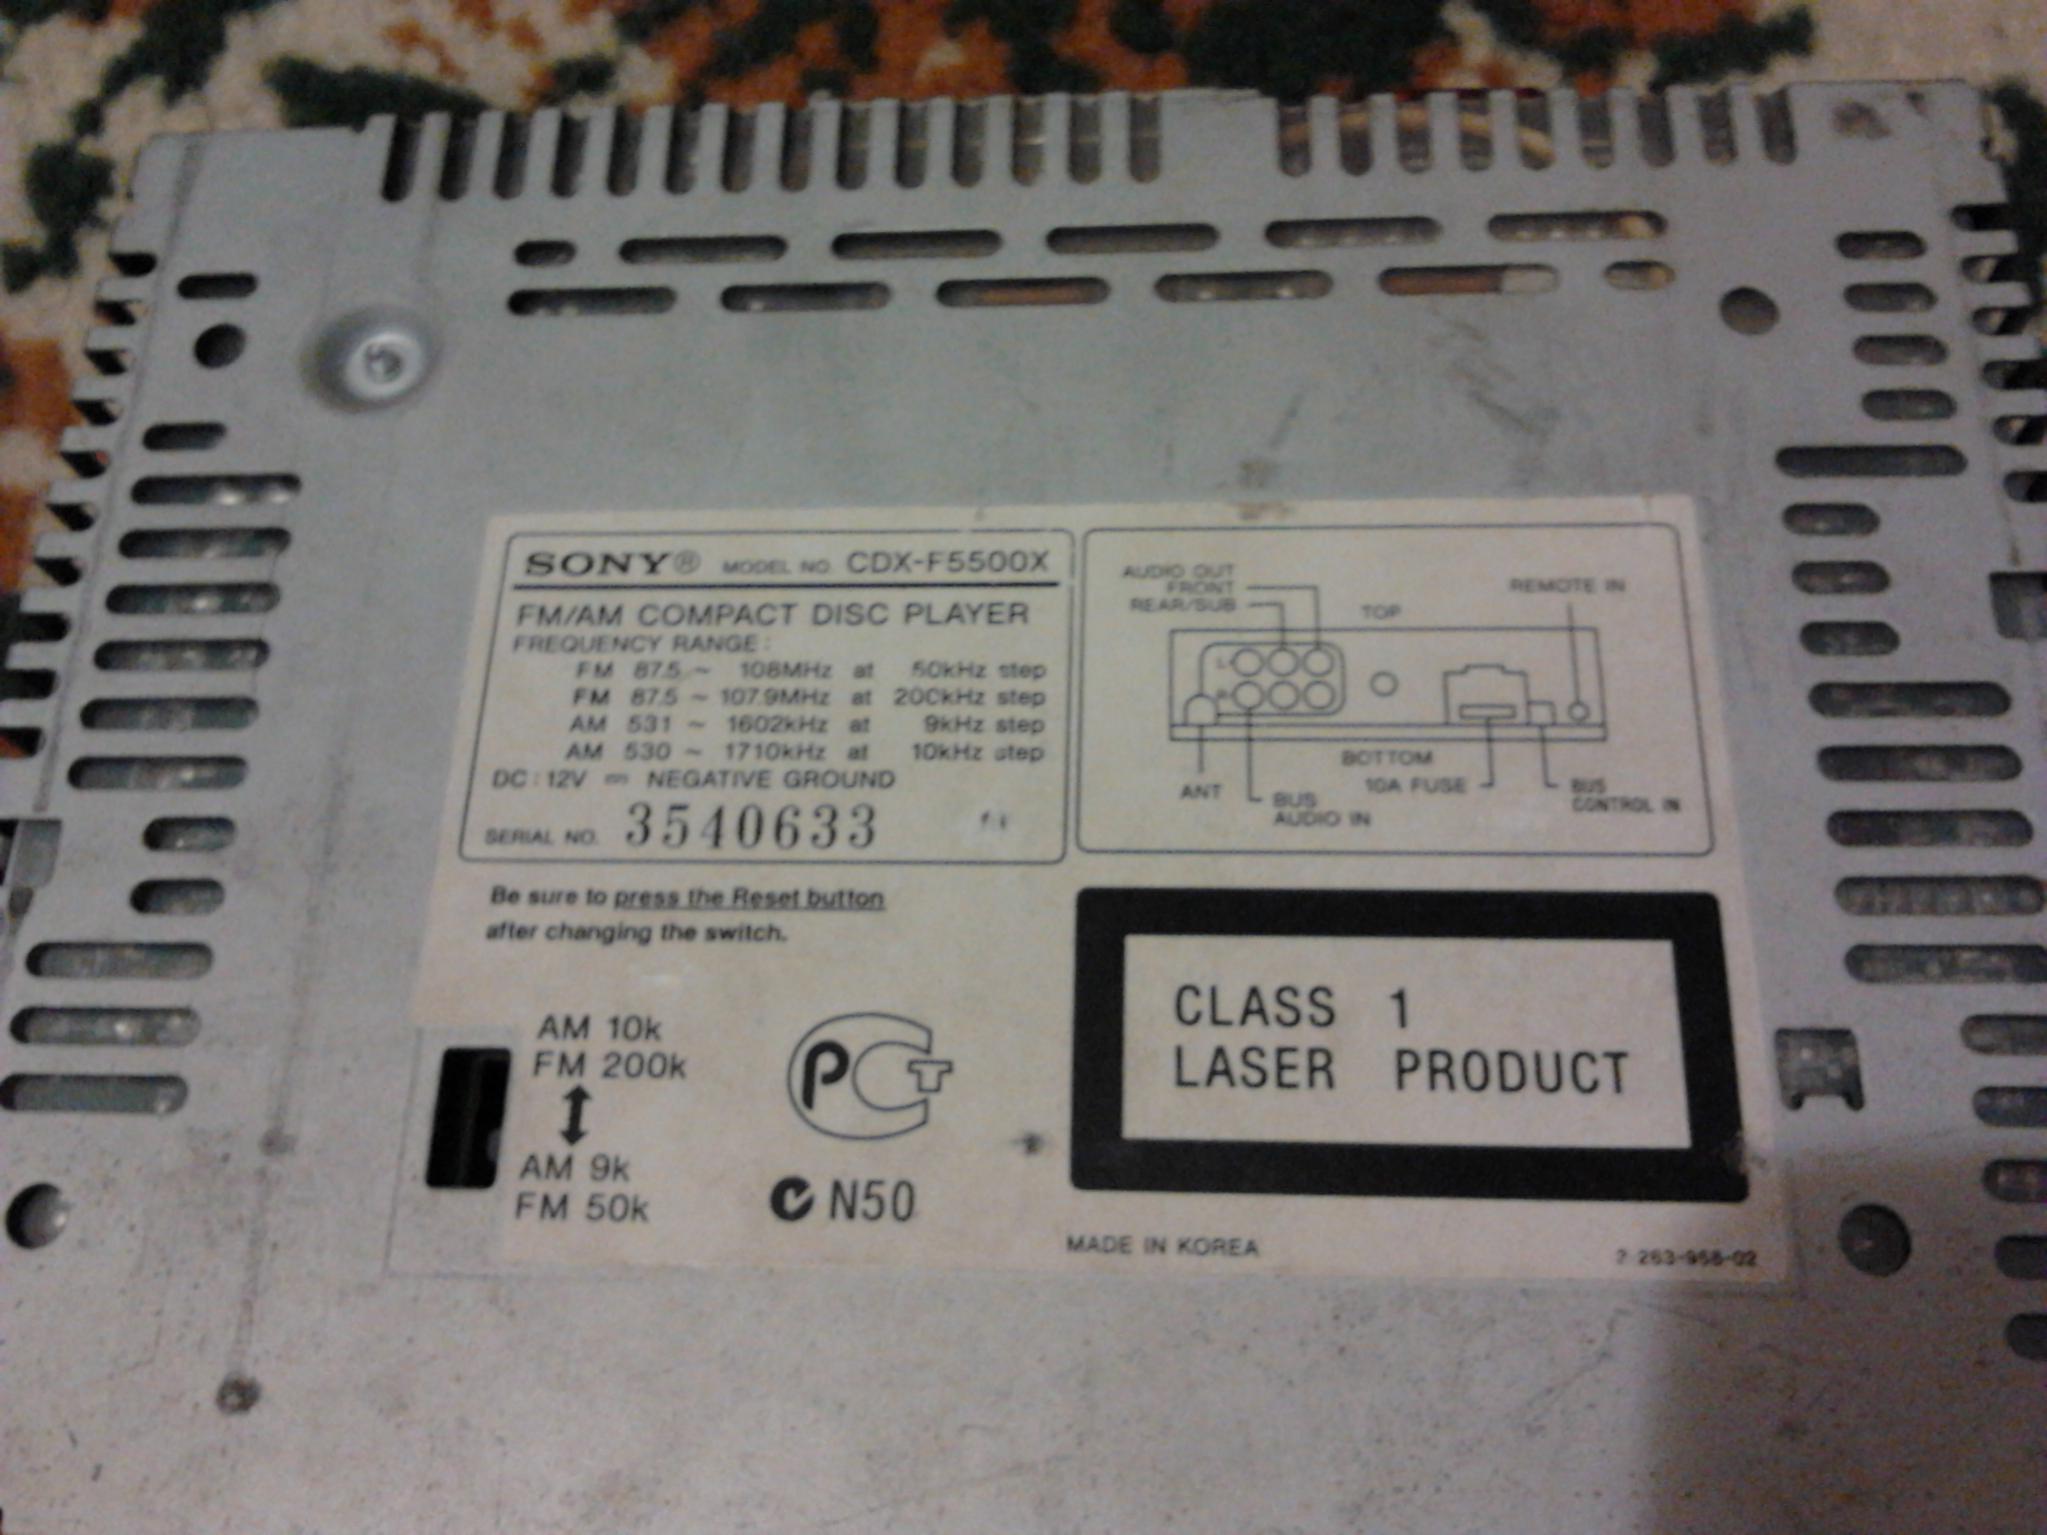 SONY® MODEL NO. CDX-F5500X
FM/AM COMPACT DISC PLAYER
FREQUENCY RANGE:
FM 87.5 ~ 108MHz at 50kHz step
FM 87.5 ~ 107.9MHz at 200kHz step
AM 531 ~ 1602kHz at 9kHz step
AM 530 ~ 1710kHz at 10kHz step
DC: 12V ⎓ NEGATIVE GROUND
SERIAL NO. 3540633
AUDIO OUT
FRONT
REAR/SUB
TOP
REMOTE IN
L
R
BOTTOM
ANT
BUS
AUDIO IN
10A FUSE
BUS
CONTROL IN
Be sure to press the Reset button
after changing the switch.
AM 10k
FM 200k
AM 9k
FM 50k
PCT
N50
CLASS 1
LASER PRODUCT
MADE IN KOREA
263-958-02